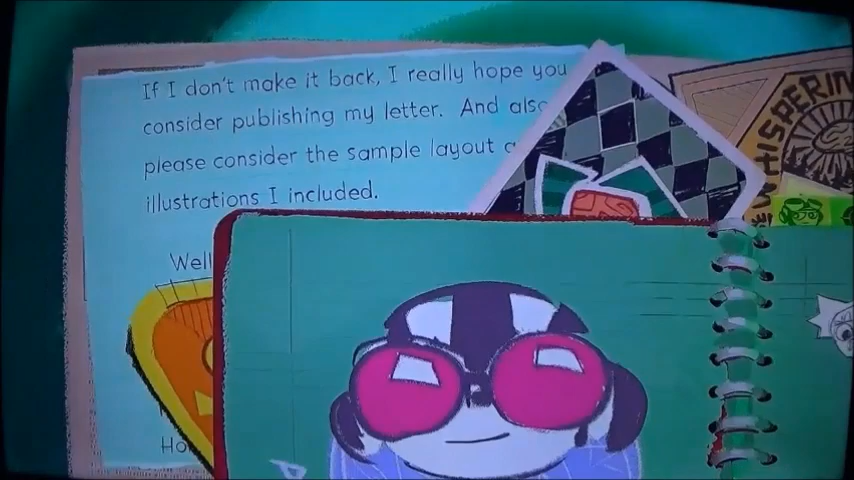 If I don't make it back, I really hope you
consider publishing my letter. And also
please consider the sample layout
illustrations I included.
WHISPERIN
Well
Ho